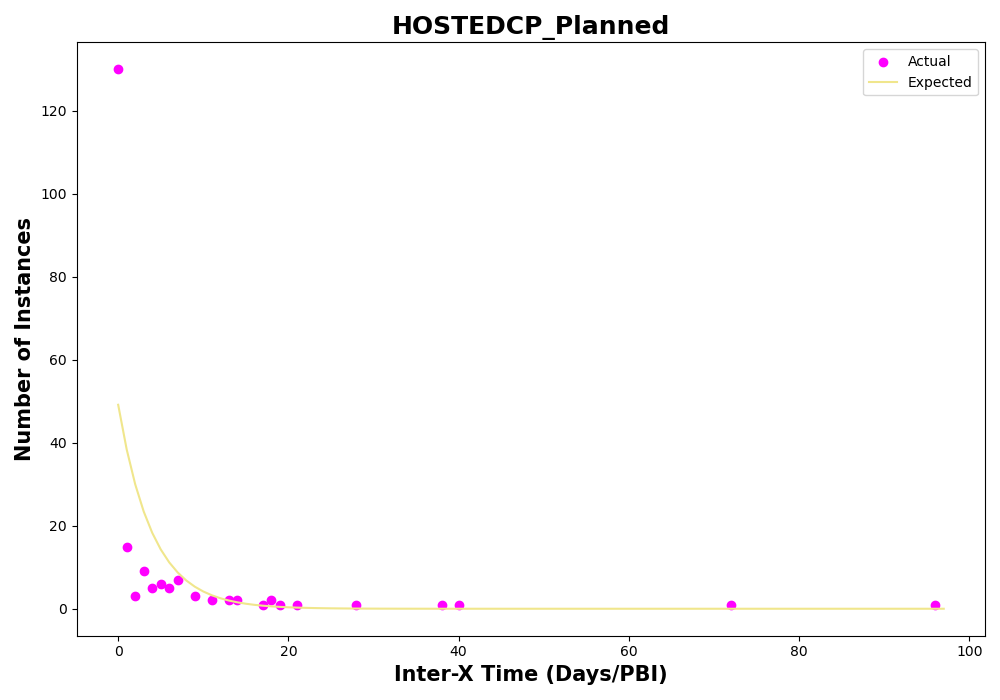 HOSTEDCP_Planned
Actual
Expected
Number of Instances
120
100
80
60
40
20
0
0 20 40 60 80 100
Inter-X Time (Days/PBI)